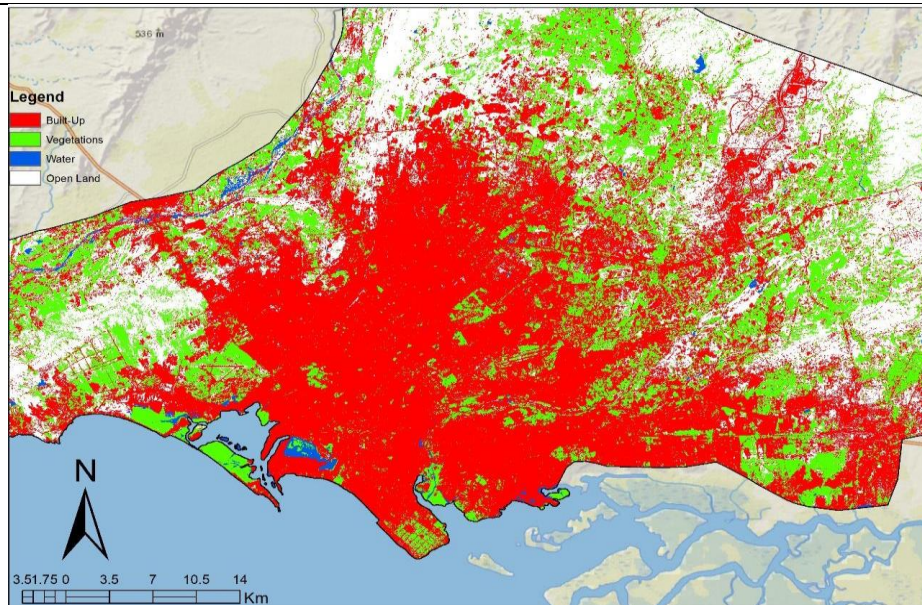 536 m
Legend
Built-Up
Vegetations
Water
Open Land
N
3.51.75 0 3.5 7 10.5 14
Km